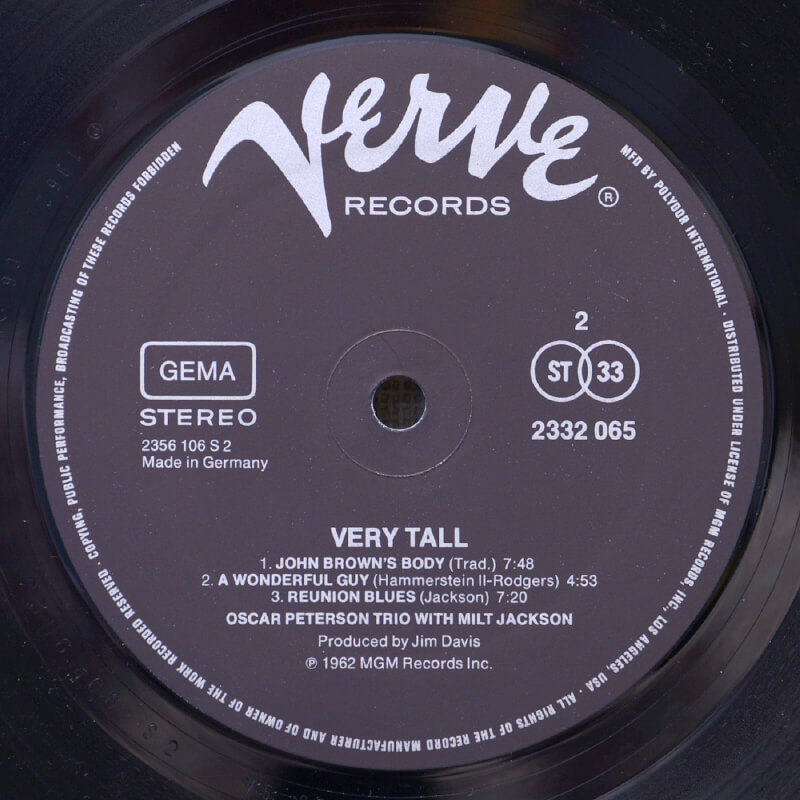 Verve
RECORDS ®
GEMA
STEREO
2356 106 S 2
Made in Germany
2
ST 33
2332 065
VERY TALL
1. JOHN BROWN'S BODY (Trad.) 7:48
2. A WONDERFUL GUY (Hammerstein II-Rodgers) 4:53
3. REUNION BLUES (Jackson) 7:20
OSCAR PETERSON TRIO WITH MILT JACKSON
Produced by Jim Davis
℗ 1962 MGM Records Inc.
MFD BY POLYDOR INTERNATIONAL · DISTRIBUTED UNDER LICENSE OF MGM RECORDS, INC., LOS ANGELES, USA · ALL RIGHTS OF THE RECORD MANUFACTURER AND OF OWNER OF THE WORK RECORDED RESERVED · COPYING, PUBLIC PERFORMANCE, BROADCASTING OF THESE RECORDS FORBIDDEN